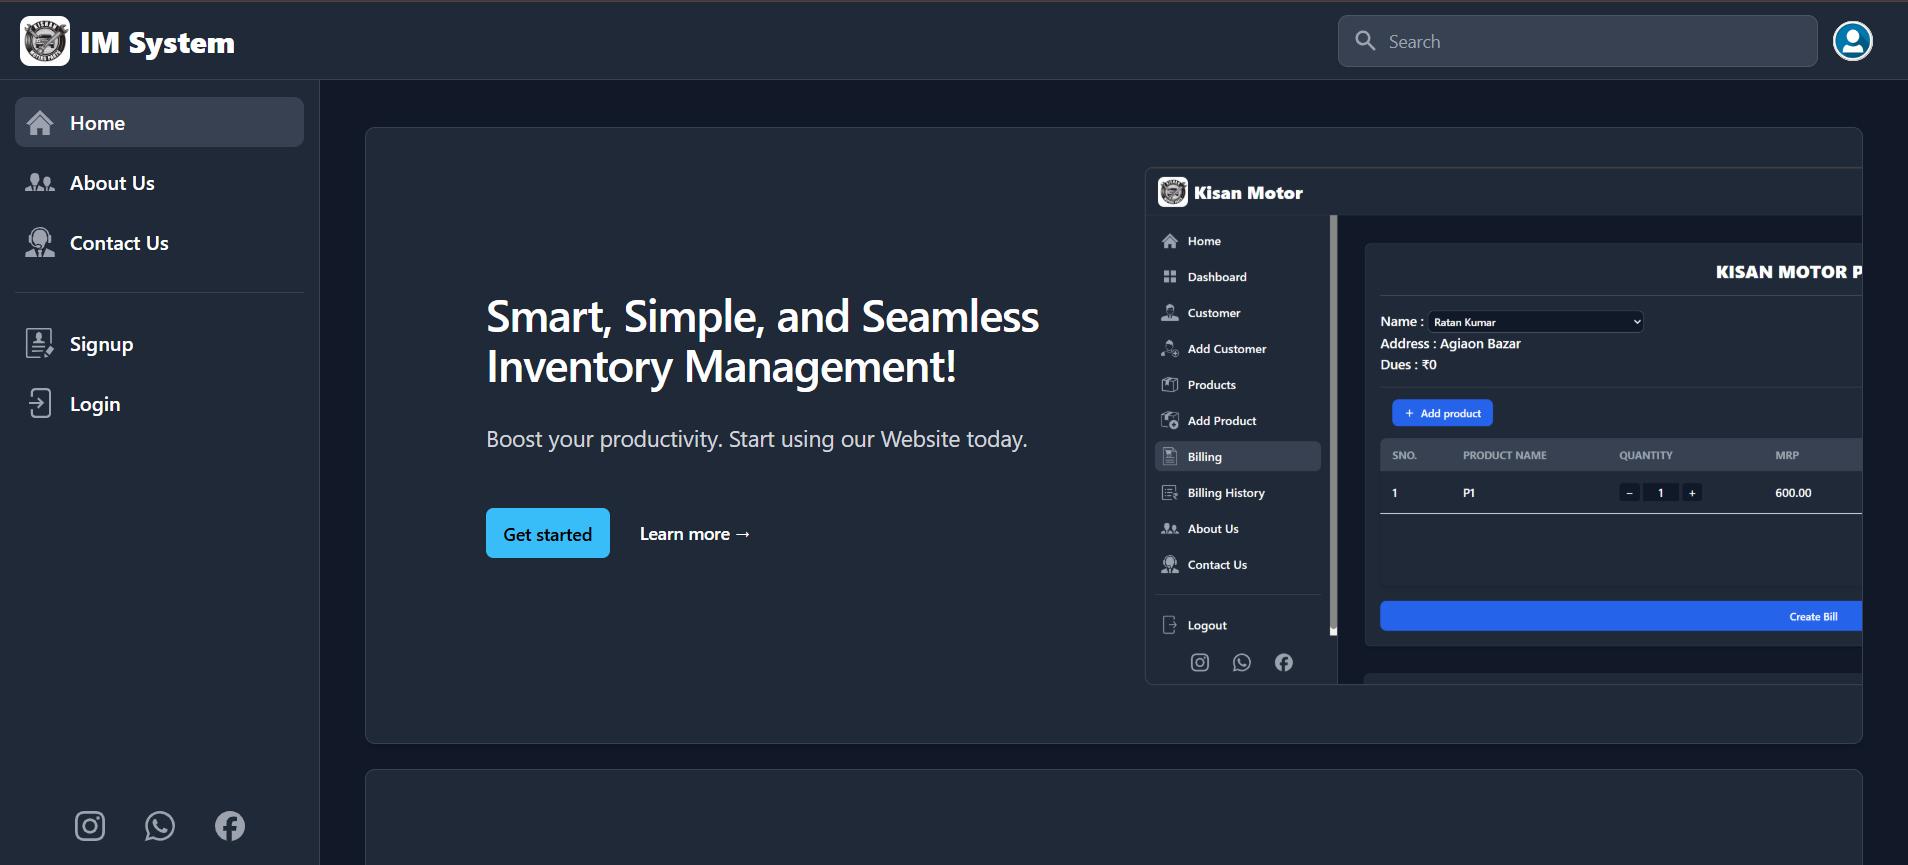 IM System
Search
Home
About Us
Contact Us
Signup
Login
Smart, Simple, and Seamless
Inventory Management!
Boost your productivity. Start using our Website today.
Get started
Learn more →
Kisan Motor
Home
Dashboard
Customer
Add Customer
Products
Add Product
Billing
Billing History
About Us
Contact Us
Logout
KISAN MOTOR P
Name : Ratan Kumar
Address : Agiaon Bazar
Dues : ₹0
+ Add product
SNO. PRODUCT NAME QUANTITY MRP
1 P1 − 1 + 600.00
Create Bill